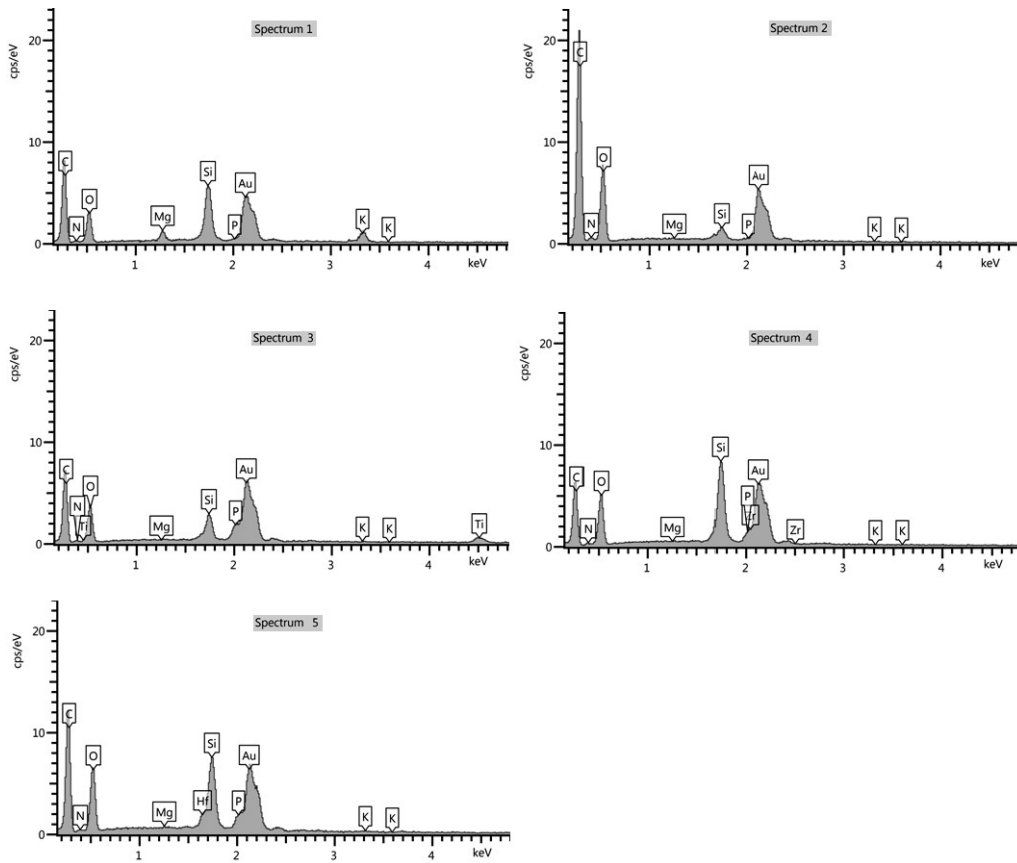 Spectrum 1
cps/eV
20
10
0
C
N
O
Mg
Si
P
Au
K
K
1
2
3
4
keV
Spectrum 2
cps/eV
20
10
0
C
N
O
Mg
Si
P
Au
K
K
1
2
3
4
keV
Spectrum 3
cps/eV
20
10
0
C
N
Ti
O
Mg
Si
P
Au
K
K
Ti
1
2
3
4
keV
Spectrum 4
cps/eV
20
10
0
C
N
O
Mg
Si
P
Zr
Au
Zr
K
K
1
2
3
4
keV
Spectrum 5
cps/eV
20
10
0
C
N
O
Mg
Hf
Si
P
Au
K
K
1
2
3
4
keV